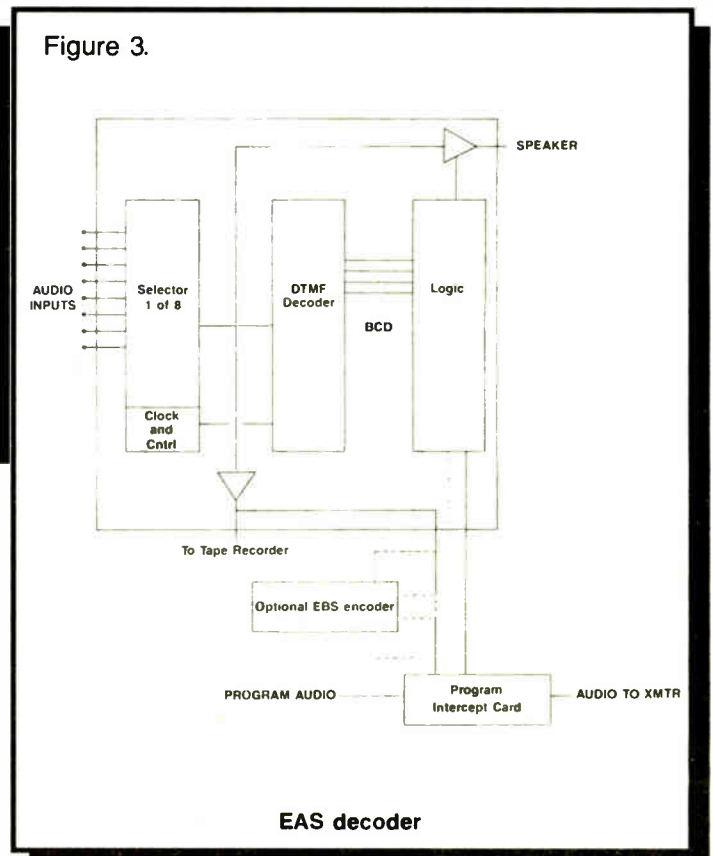 Figure 3.
SPEAKER
AUDIO
INPUTS
Selector
1 of 8
DTMF
Decoder
BCD
Logic
Clock
and
Cntrl
To Tape Recorder
Optional EBS encoder
PROGRAM AUDIO
Program
Intercept Card
AUDIO TO XMTR
EAS decoder